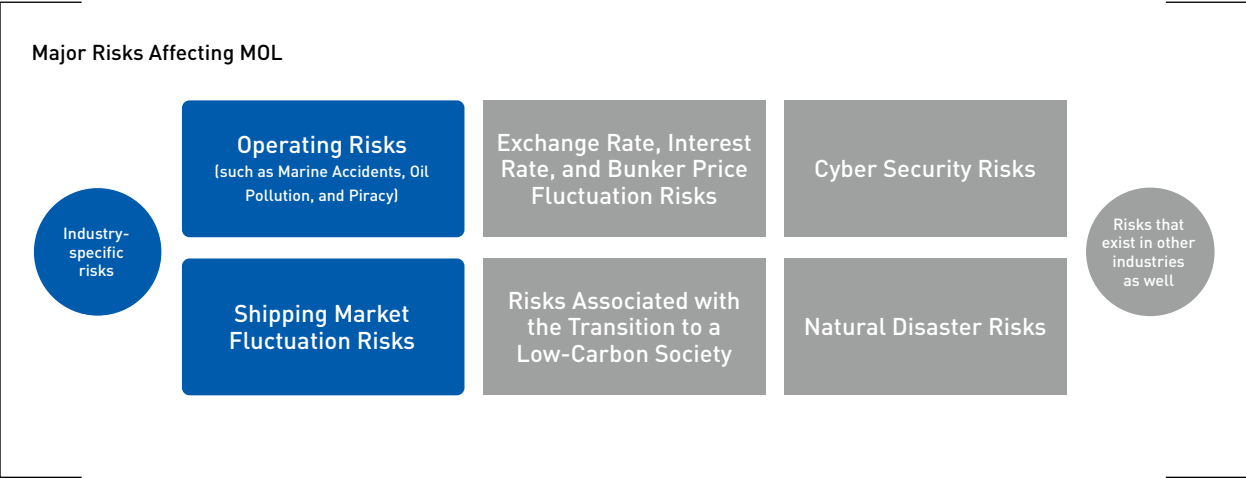 Major Risks Affecting MOL
Industry-
specific
risks
Operating Risks
(such as Marine Accidents, Oil
Pollution, and Piracy)
Exchange Rate, Interest
Rate, and Bunker Price
Fluctuation Risks
Cyber Security Risks
Shipping Market
Fluctuation Risks
Risks Associated with
the Transition to a
Low-Carbon Society
Natural Disaster Risks
Risks that
exist in other
industries
as well